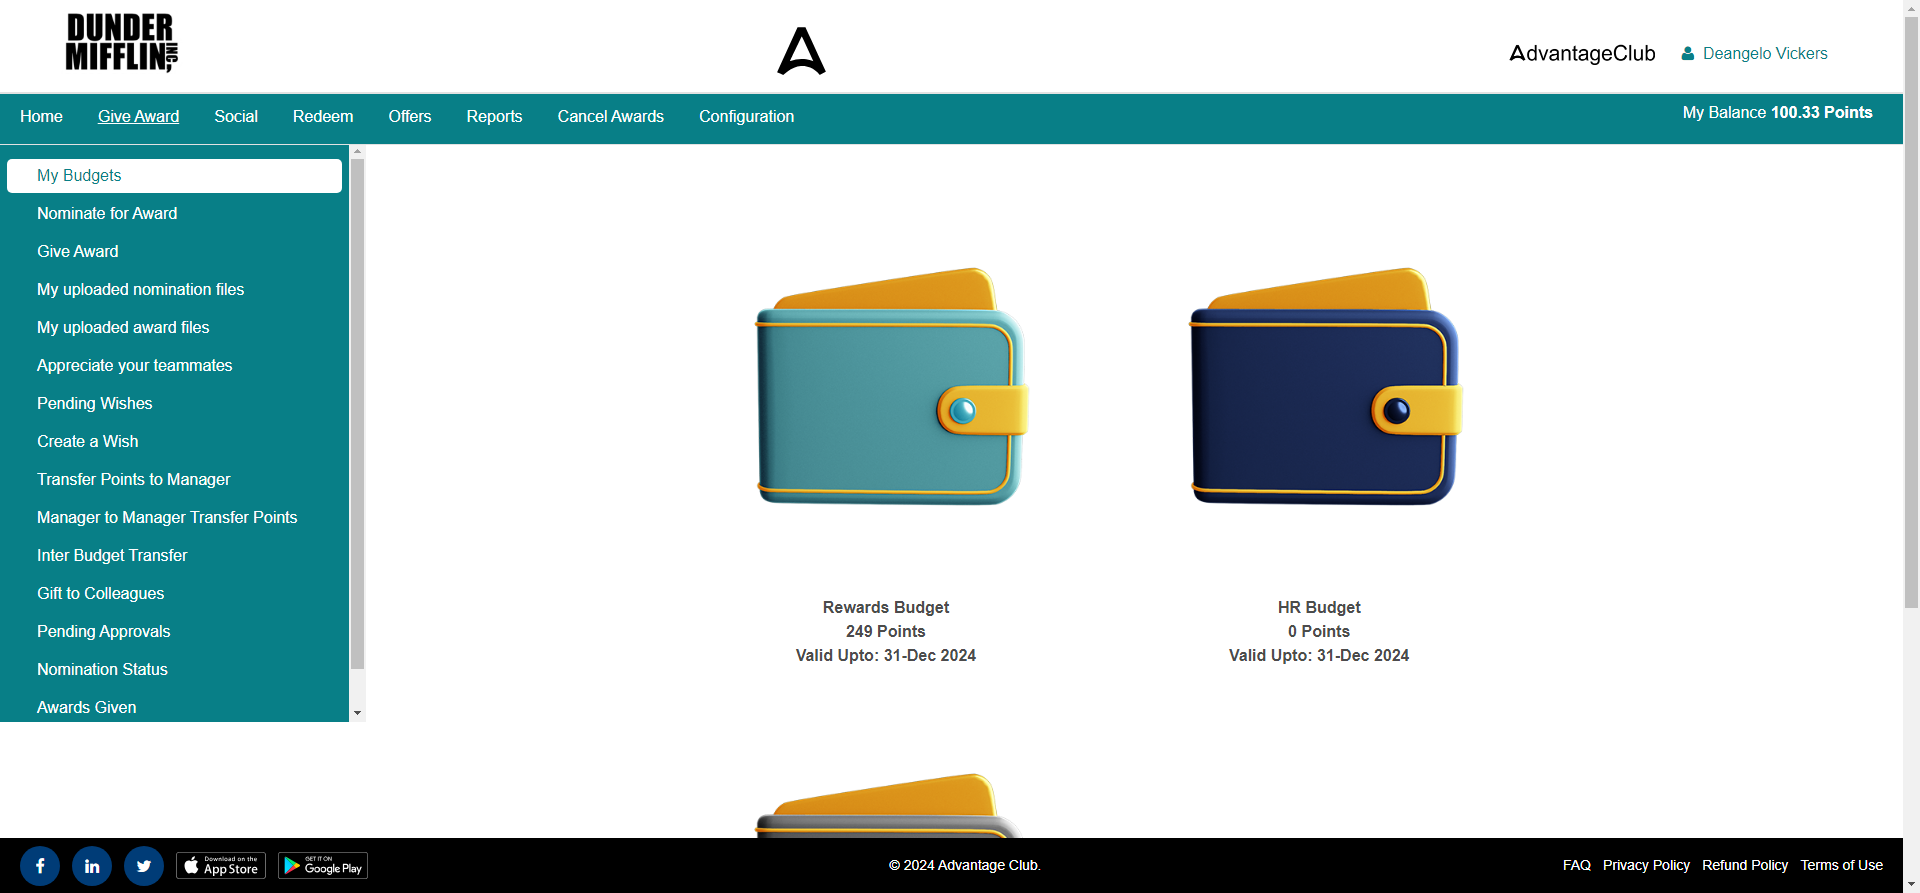 DUNDER
MIFFLIN, INC
AdvantageClub
Deangelo Vickers
Home
Give Award
Social
Redeem
Offers
Reports
Cancel Awards
Configuration
My Balance 100.33 Points
My Budgets
Nominate for Award
Give Award
My uploaded nomination files
My uploaded award files
Appreciate your teammates
Pending Wishes
Create a Wish
Transfer Points to Manager
Manager to Manager Transfer Points
Inter Budget Transfer
Gift to Colleagues
Pending Approvals
Nomination Status
Awards Given
Rewards Budget
249 Points
Valid Upto: 31-Dec 2024
HR Budget
0 Points
Valid Upto: 31-Dec 2024
Download on the
App Store
GET IT ON
Google Play
© 2024 Advantage Club.
FAQ
Privacy Policy
Refund Policy
Terms of Use